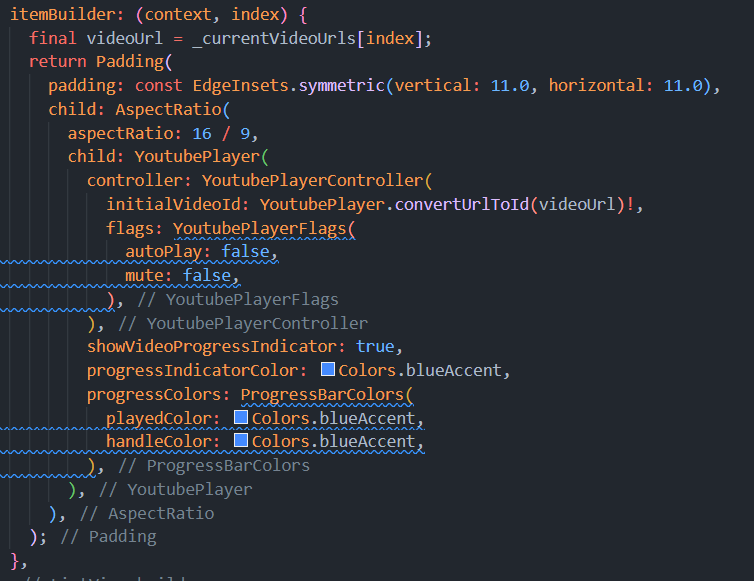 itemBuilder: (context, index) {
final videoUrl = _currentVideoUrls[index];
return Padding(
padding: const EdgeInsets.symmetric(vertical: 11.0, horizontal: 11.0),
child: AspectRatio(
aspectRatio: 16 / 9,
child: YoutubePlayer(
controller: YoutubePlayerController(
initialVideoId: YoutubePlayer.convertUrlToId(videoUrl)!,
flags: YoutubePlayerFlags(
autoPlay: false,
mute: false,
), // YoutubePlayerFlags
), // YoutubePlayerController
showVideoProgressIndicator: true,
progressIndicatorColor: Colors.blueAccent,
progressColors: ProgressBarColors(
playedColor: Colors.blueAccent,
handleColor: Colors.blueAccent,
), // ProgressBarColors
), // YoutubePlayer
), // AspectRatio
); // Padding
},